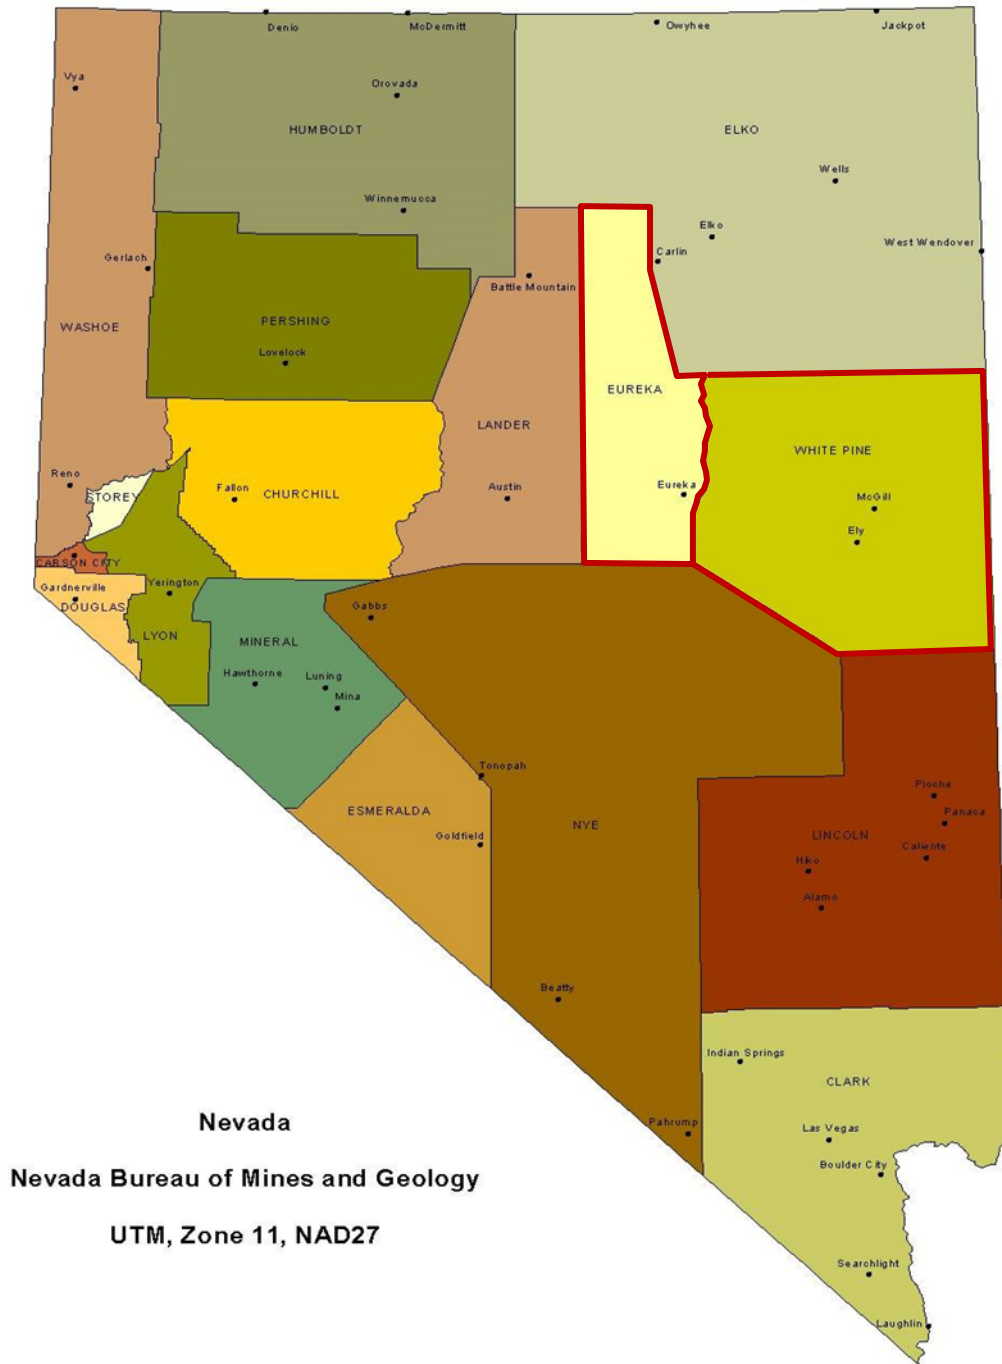 Denio
McDermitt
Owyhee
Jackpot
Vya
Orovada
HUMBOLDT
ELKO
Wells
Winnemucca
Elko
West Wendover
Gerlach
Carlin
Battle Mountain
WASHOE
PERSHING
Lovelock
EUREKA
LANDER
WHITE PINE
Reno
STOREY
Fallon
CHURCHILL
Austin
Eureka
McGill
Ely
CARSON CITY
Gardnerville
DOUGLAS
Yerington
LYON
MINERAL
Gabbs
Hawthorne
Luning
Mina
Tonopah
ESMERALDA
Goldfield
NYE
Pioche
Panaca
LINCOLN
Caliente
Hiko
Alamo
Beatty
Indian Springs
CLARK
Pahrump
Las Vegas
Boulder City
Searchlight
Laughlin
Nevada
Nevada Bureau of Mines and Geology
UTM, Zone 11, NAD27